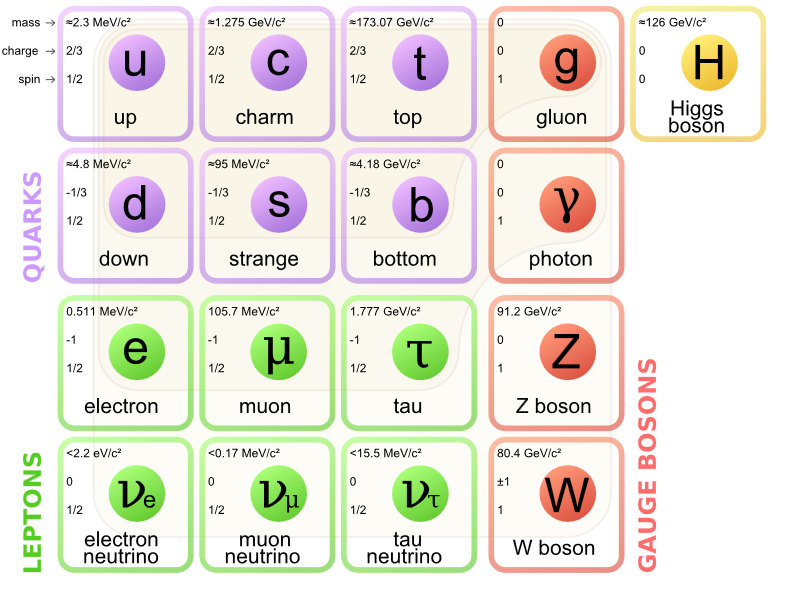 mass → ≈2.3 MeV/c² ≈1.275 GeV/c² ≈173.07 GeV/c² 0 ≈126 GeV/c²
charge → 2/3 2/3 2/3 0 0
spin → 1/2 1/2 1/2 1 0
u c t g H
up charm top gluon Higgs
boson
QUARKS
≈4.8 MeV/c² ≈95 MeV/c² ≈4.18 GeV/c² 0
-1/3 -1/3 -1/3 0
1/2 1/2 1/2 1
d s b γ
down strange bottom photon
0.511 MeV/c² 105.7 MeV/c² 1.777 GeV/c² 91.2 GeV/c²
-1 -1 -1 0
1/2 1/2 1/2 1
e μ τ Z
electron muon tau Z boson
LEPTONS
<2.2 eV/c² <0.17 MeV/c² <15.5 MeV/c² 80.4 GeV/c²
0 0 0 ±1
1/2 1/2 1/2 1
νe νμ ντ W
electron muon tau W boson
neutrino neutrino neutrino
GAUGE BOSONS